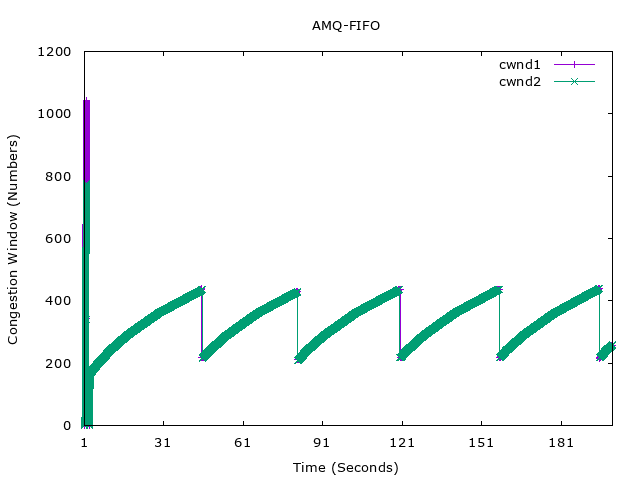 AMQ-FIFO
1200
1000
800
600
400
200
0
Congestion Window (Numbers)
cwnd1
cwnd2
1 31 61 91 121 151 181
Time (Seconds)